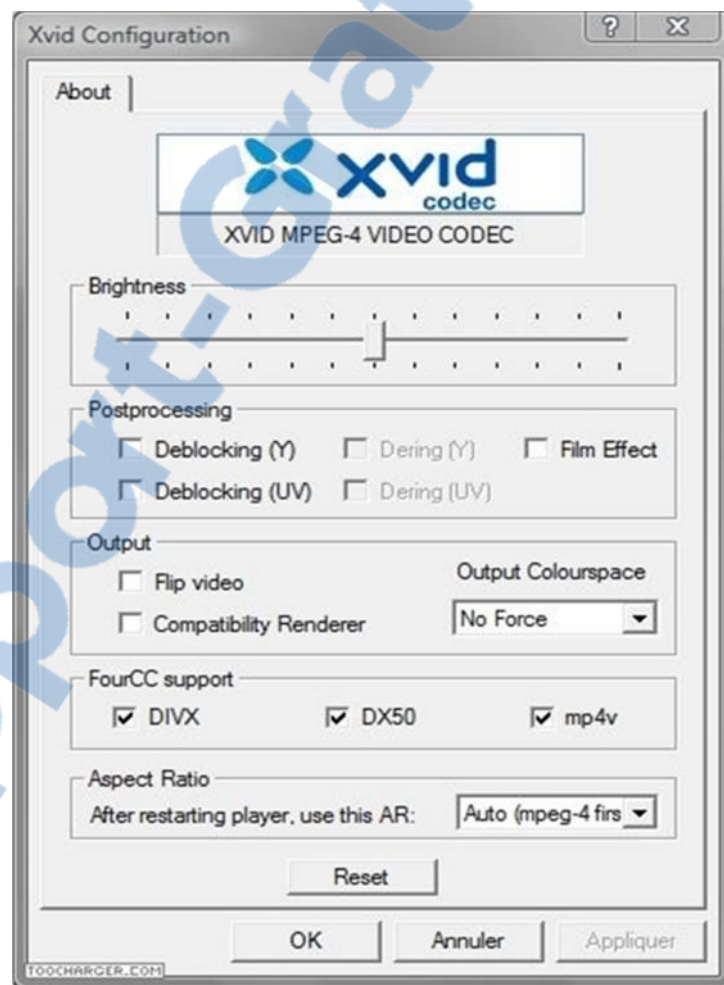 Xvid Configuration
About
xvid
codec
XVID MPEG-4 VIDEO CODEC
Brightness
Postprocessing
Deblocking (Y) Dering (Y) Film Effect
Deblocking (UV) Dering (UV)
Output
Flip video Output Colourspace
Compatibility Renderer No Force
FourCC support
DIVX DX50 mp4v
Aspect Ratio
After restarting player, use this AR: Auto (mpeg-4 firs
Reset
OK Annuler Appliquer
TOOCHARGER.COM